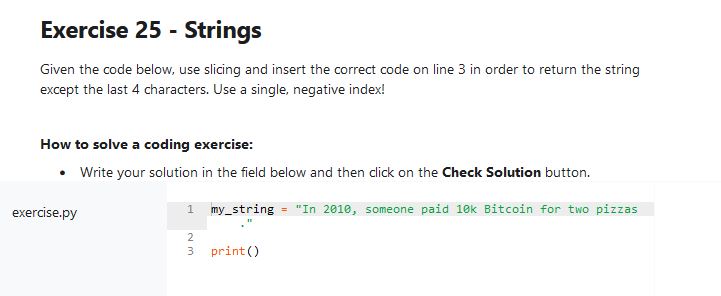 Exercise 25 - Strings
Given the code below, use slicing and insert the correct code on line 3 in order to return the string
except the last 4 characters. Use a single, negative index!
How to solve a coding exercise:
• Write your solution in the field below and then click on the Check Solution button.
exercise.py
1 my_string = "In 2010, someone paid 10k Bitcoin for two pizzas
."
2
3 print()